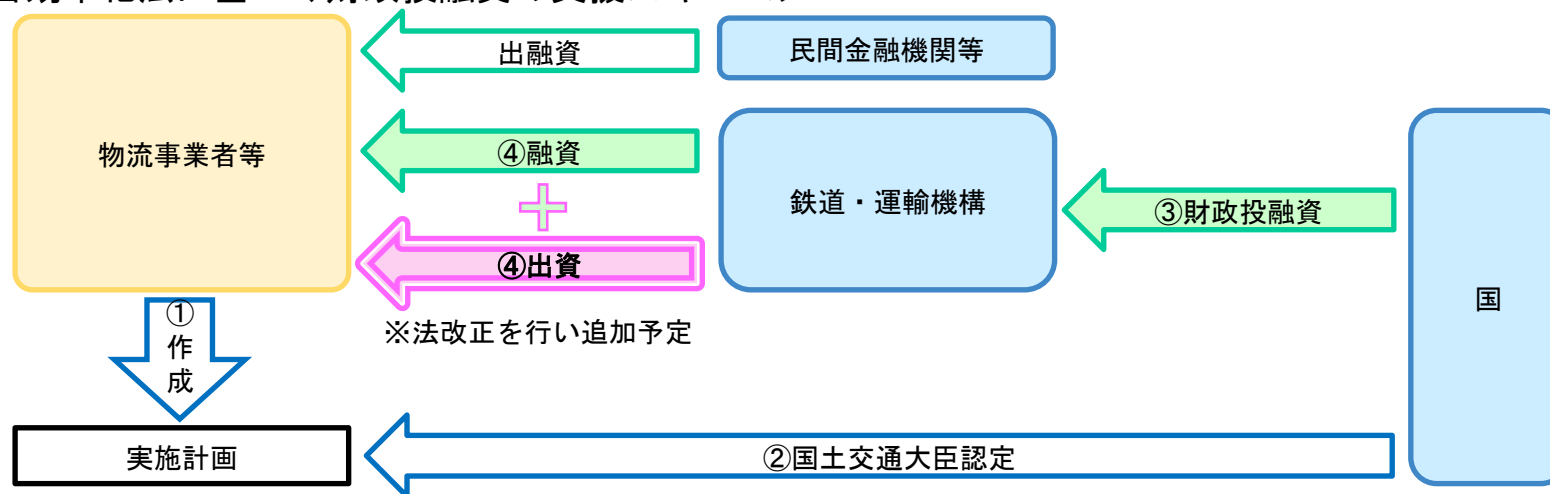 出融資
民間金融機関等
物流事業者等
④融資
鉄道・運輸機構
③財政投融資
④出資
※法改正を行い追加予定
国
①
作
成
実施計画
②国土交通大臣認定